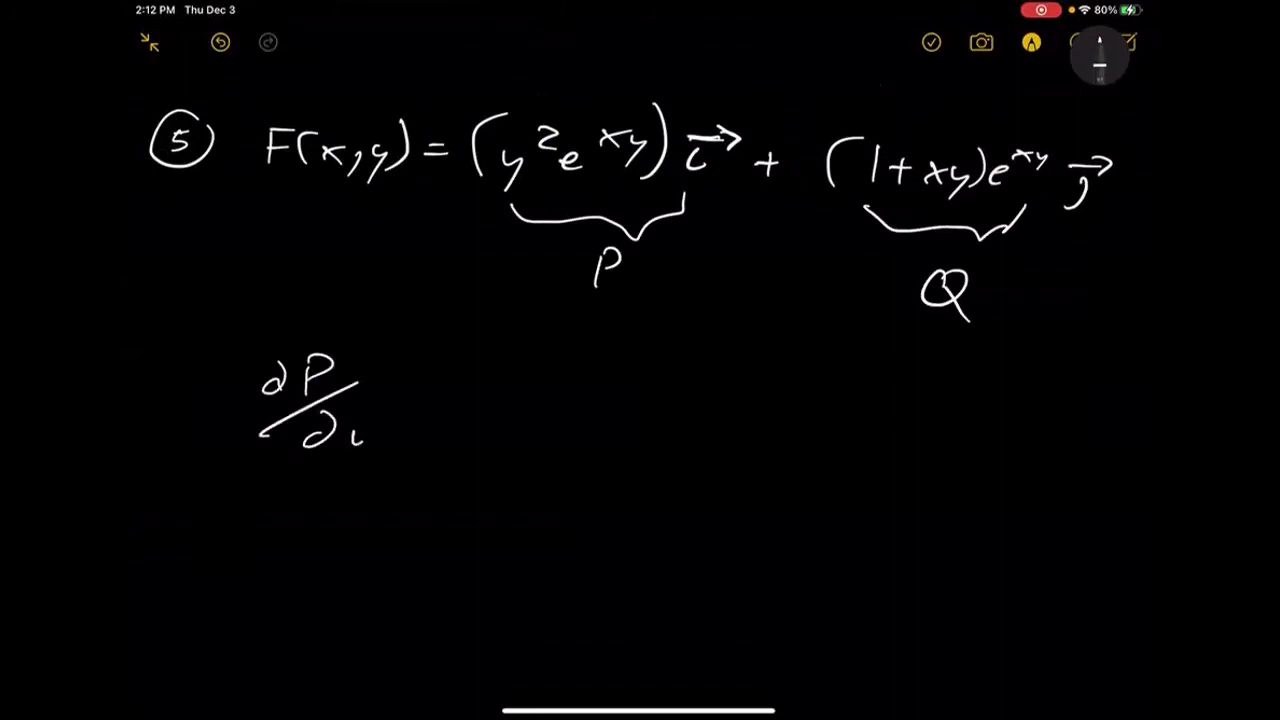 2:12 PM Thu Dec 3 80%
⑤ F(x,y) = (y²e^xy) i⃗ + (1+xy)e^xy j⃗
P Q
∂P
/∂